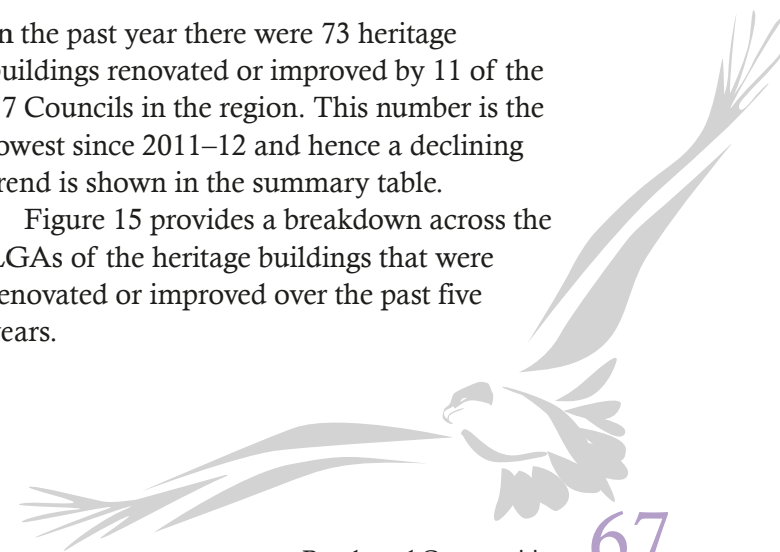 n the past year there were 73 heritage
uildings renovated or improved by 11 of the
7 Councils in the region. This number is the
owest since 2011–12 and hence a declining
rend is shown in the summary table.
Figure 15 provides a breakdown across the
LGAs of the heritage buildings that were
enovated or improved over the past five
ears.
67